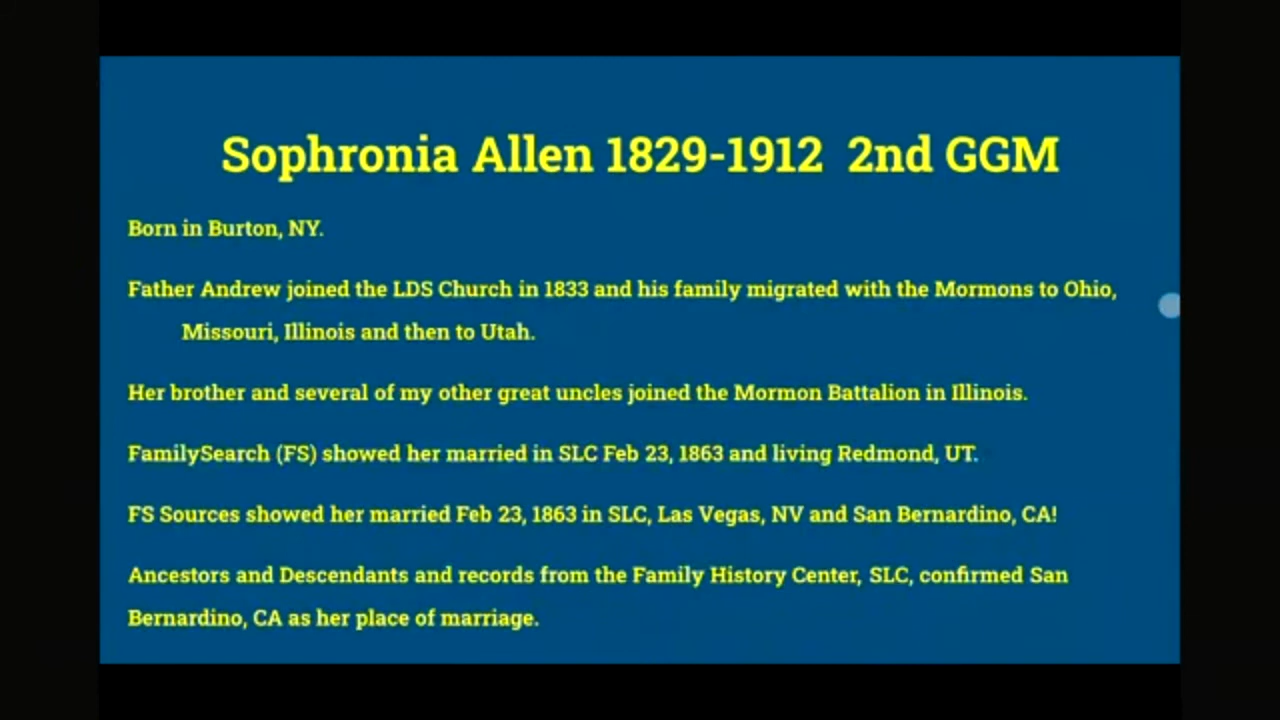 Sophronia Allen 1829-1912 2nd GGM
Born in Burton, NY.
Father Andrew joined the LDS Church in 1833 and his family migrated with the Mormons to Ohio,
Missouri, Illinois and then to Utah.
Her brother and several of my other great uncles joined the Mormon Battalion in Illinois.
FamilySearch (FS) showed her married in SLC Feb 23, 1863 and living Redmond, UT.
FS Sources showed her married Feb 23, 1863 in SLC, Las Vegas, NV and San Bernardino, CA!
Ancestors and Descendants and records from the Family History Center, SLC, confirmed San
Bernardino, CA as her place of marriage.